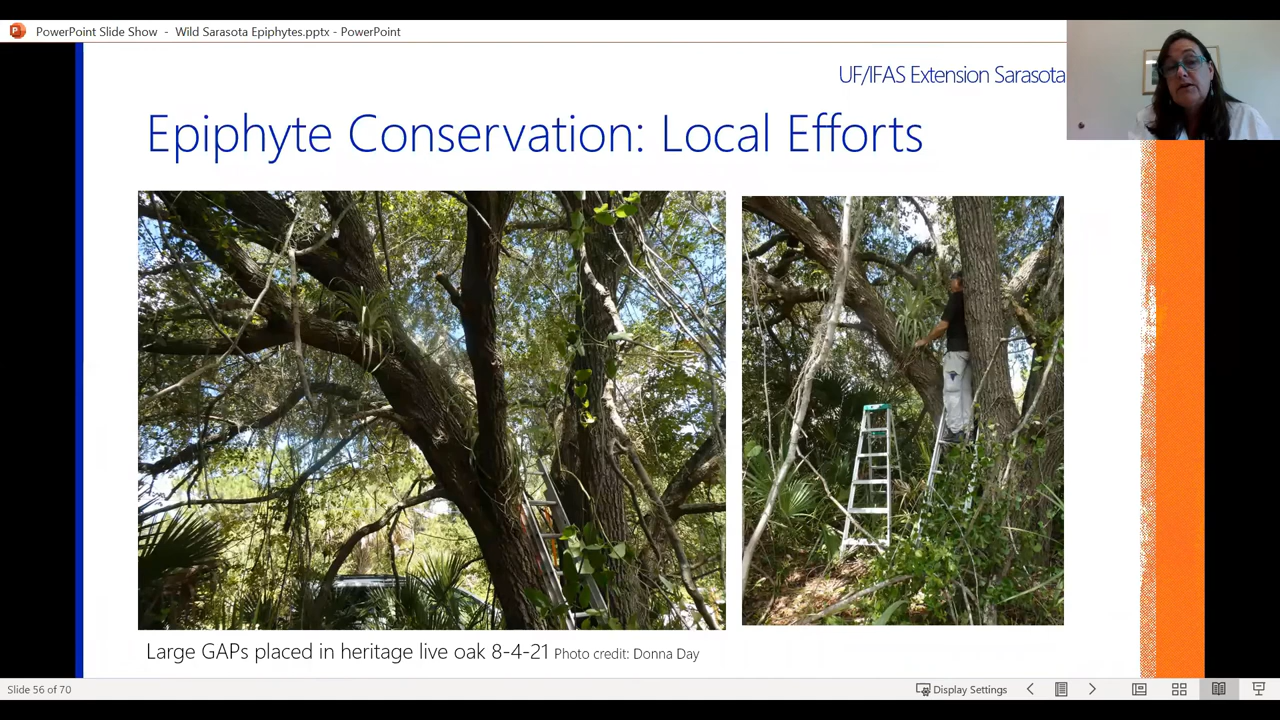 PowerPoint Slide Show - Wild Sarasota Epiphytes.pptx - PowerPoint
UF/IFAS Extension Sarasota
Epiphyte Conservation: Local Efforts
Large GAPs placed in heritage live oak 8-4-21 Photo credit: Donna Day
Slide 56 of 70
Display Settings